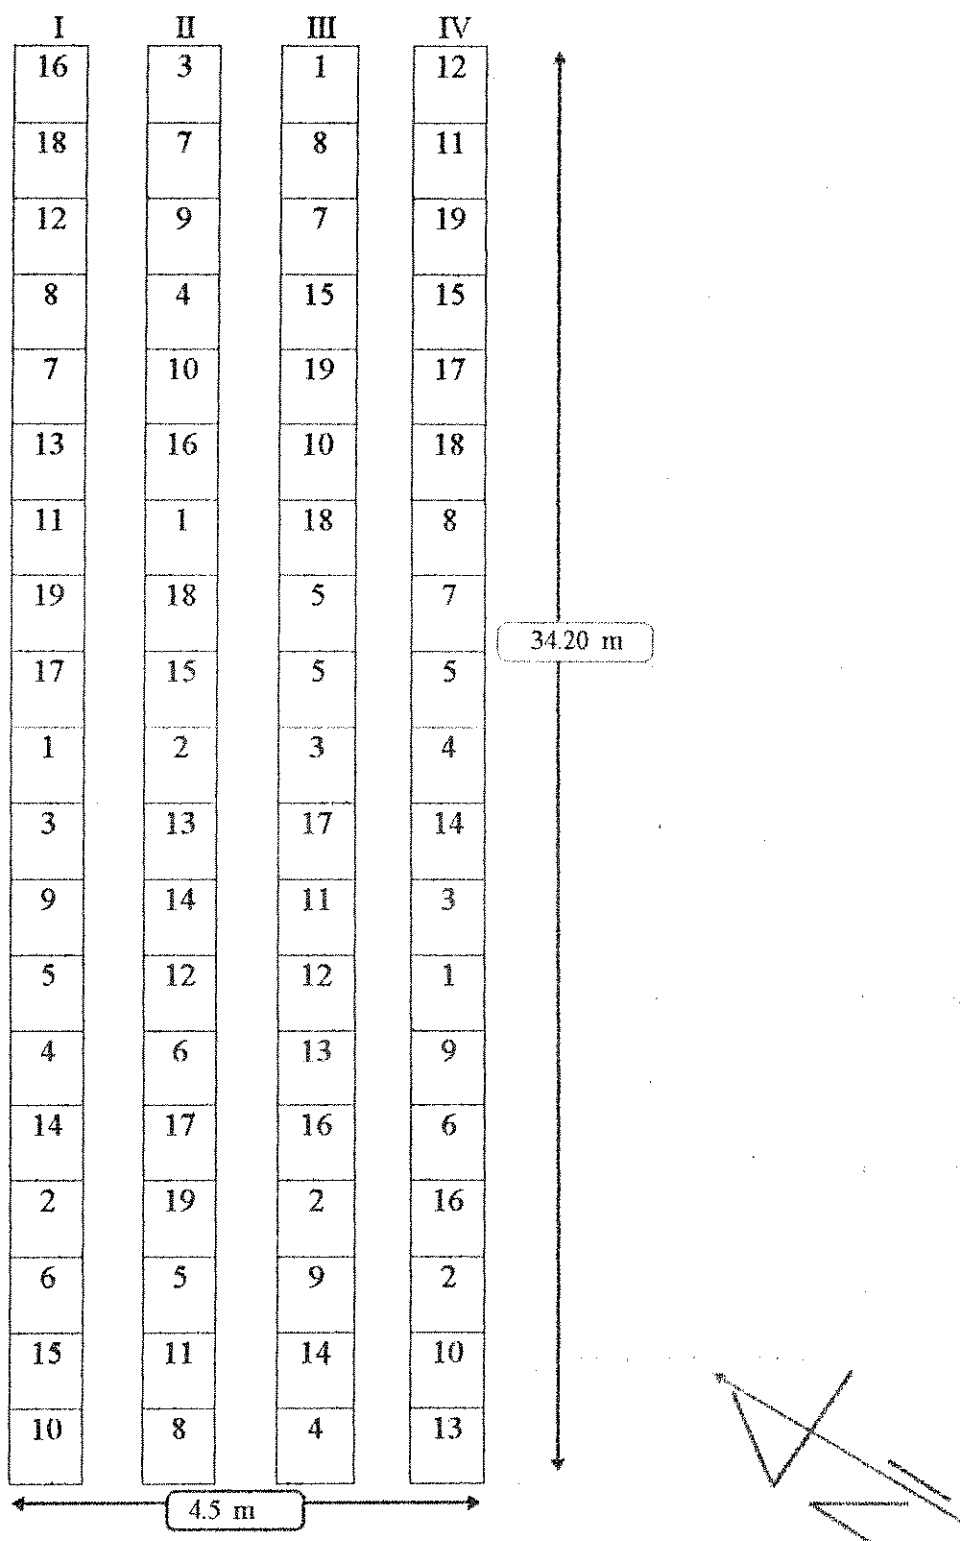 I II III IV
16 3 1 12
18 7 8 11
12 9 7 19
8 4 15 15
7 10 19 17
13 16 10 18
11 1 18 8
19 18 5 7
34.20 m
17 15 5 5
1 2 3 4
3 13 17 14
9 14 11 3
5 12 12 1
4 6 13 9
14 17 16 6
2 19 2 16
6 5 9 2
15 11 14 10
10 8 4 13
4.5 m